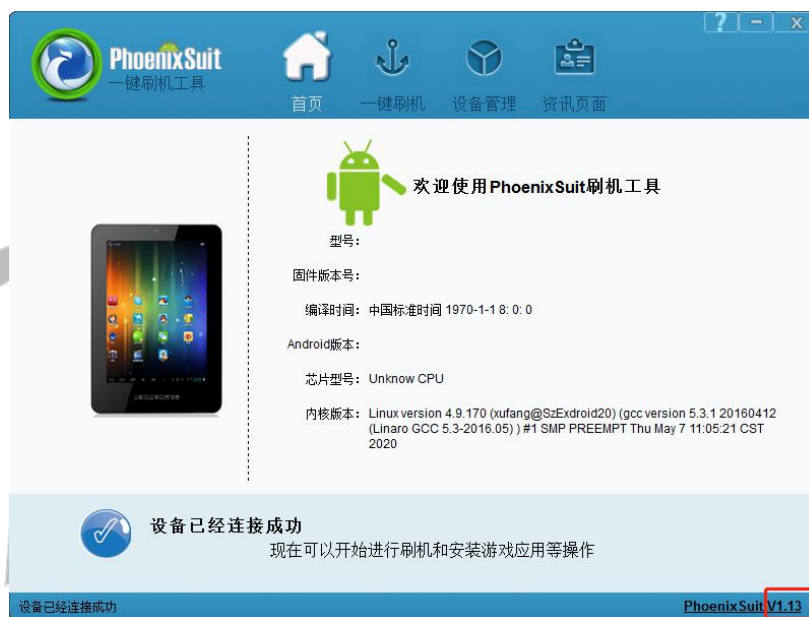 PhoenixSuit
一键刷机工具
首页
一键刷机
设备管理
资讯页面
欢迎使用PhoenixSuit刷机工具
型号：
固件版本号：
编译时间： 中国标准时间 1970-1-1 8: 0: 0
Android版本：
芯片型号： Unknow CPU
内核版本： Linux version 4.9.170 (xufang@SzExdroid20) (gcc version 5.3.1 20160412
(Linaro GCC 5.3-2016.05) ) #1 SMP PREEMPT Thu May 7 11:05:21 CST
2020
设备已经连接成功
现在可以开始进行刷机和安装游戏应用等操作
设备已经连接成功
PhoenixSuit V1.13